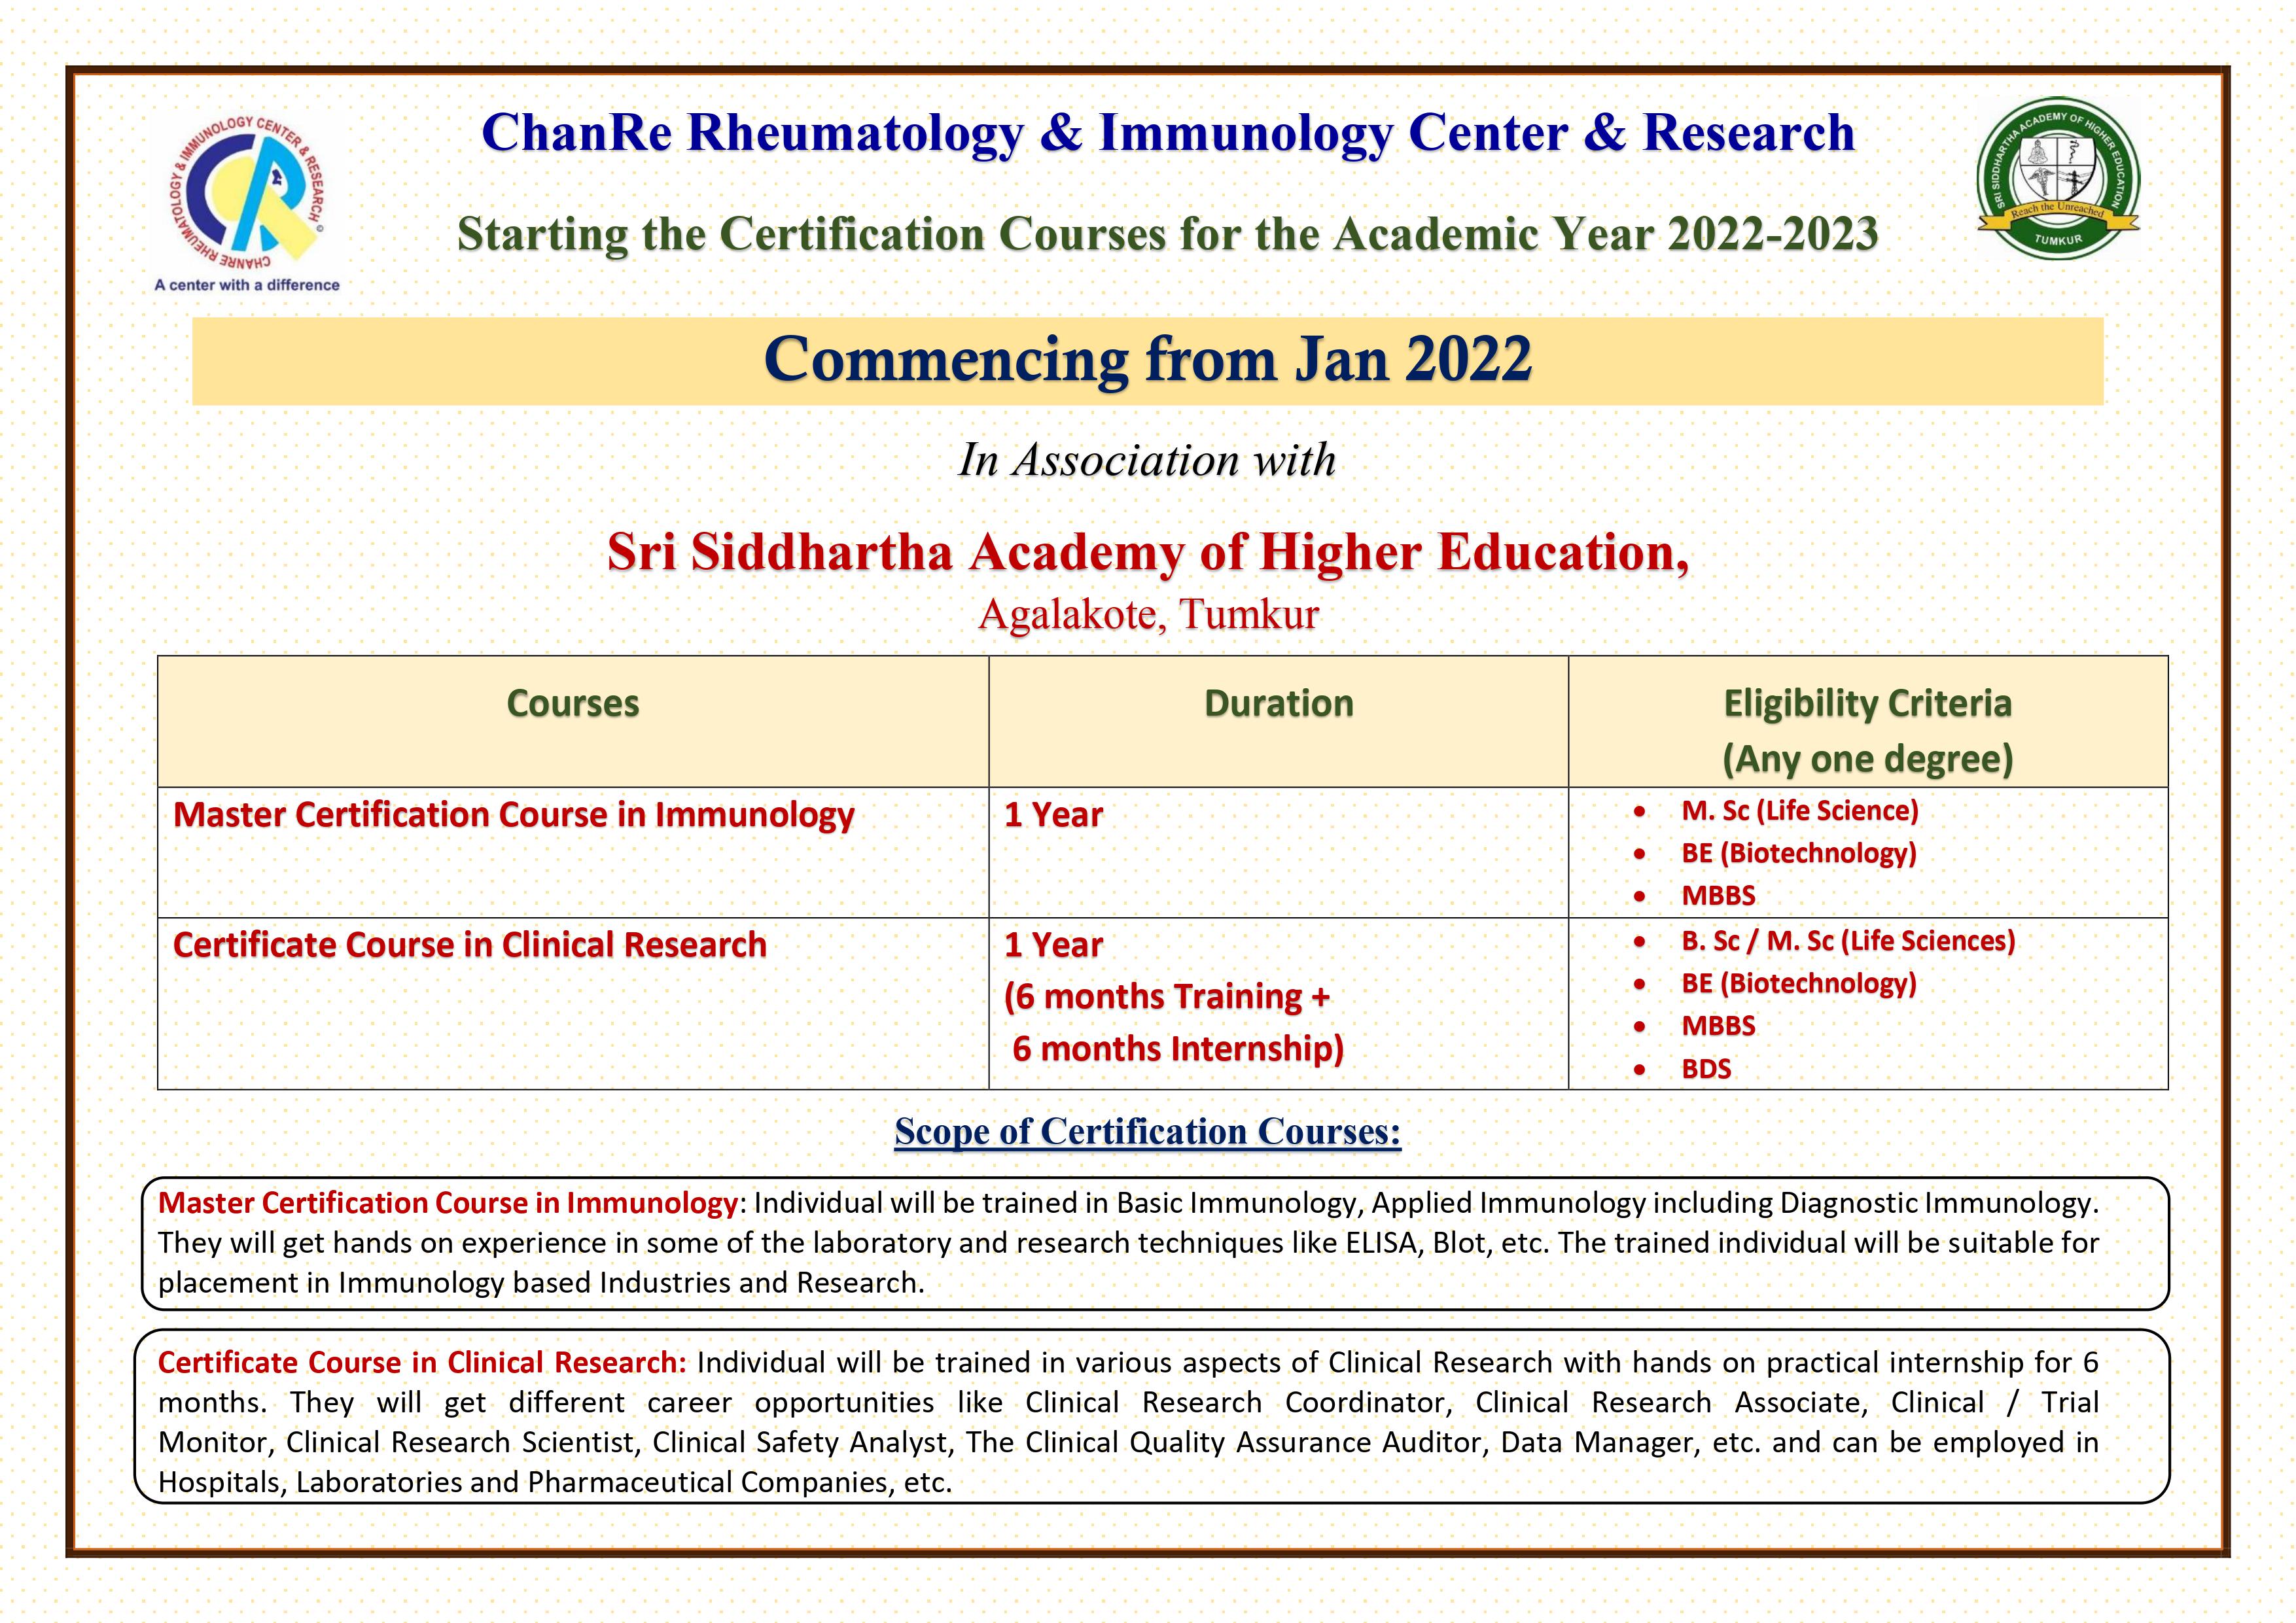 CHANRE RHEUMATOLOGY & IMMUNOLOGY CENTER & RESEARCH
©
A center with a difference
ChanRe Rheumatology & Immunology Center & Research
Starting the Certification Courses for the Academic Year 2022-2023
SRI SIDDHARTHA ACADEMY OF HIGHER EDUCATION
Reach the Unreached
TUMKUR
Commencing from Jan 2022
In Association with
Sri Siddhartha Academy of Higher Education,
Agalakote, Tumkur
Courses
Duration
Eligibility Criteria
(Any one degree)
Master Certification Course in Immunology
1 Year
• M. Sc (Life Science)
• BE (Biotechnology)
• MBBS
Certificate Course in Clinical Research
1 Year
(6 months Training +
6 months Internship)
• B. Sc / M. Sc (Life Sciences)
• BE (Biotechnology)
• MBBS
• BDS
Scope of Certification Courses:
Master Certification Course in Immunology: Individual will be trained in Basic Immunology, Applied Immunology including Diagnostic Immunology.
They will get hands on experience in some of the laboratory and research techniques like ELISA, Blot, etc. The trained individual will be suitable for
placement in Immunology based Industries and Research.
Certificate Course in Clinical Research: Individual will be trained in various aspects of Clinical Research with hands on practical internship for 6
months. They will get different career opportunities like Clinical Research Coordinator, Clinical Research Associate, Clinical / Trial
Monitor, Clinical Research Scientist, Clinical Safety Analyst, The Clinical Quality Assurance Auditor, Data Manager, etc. and can be employed in
Hospitals, Laboratories and Pharmaceutical Companies, etc.